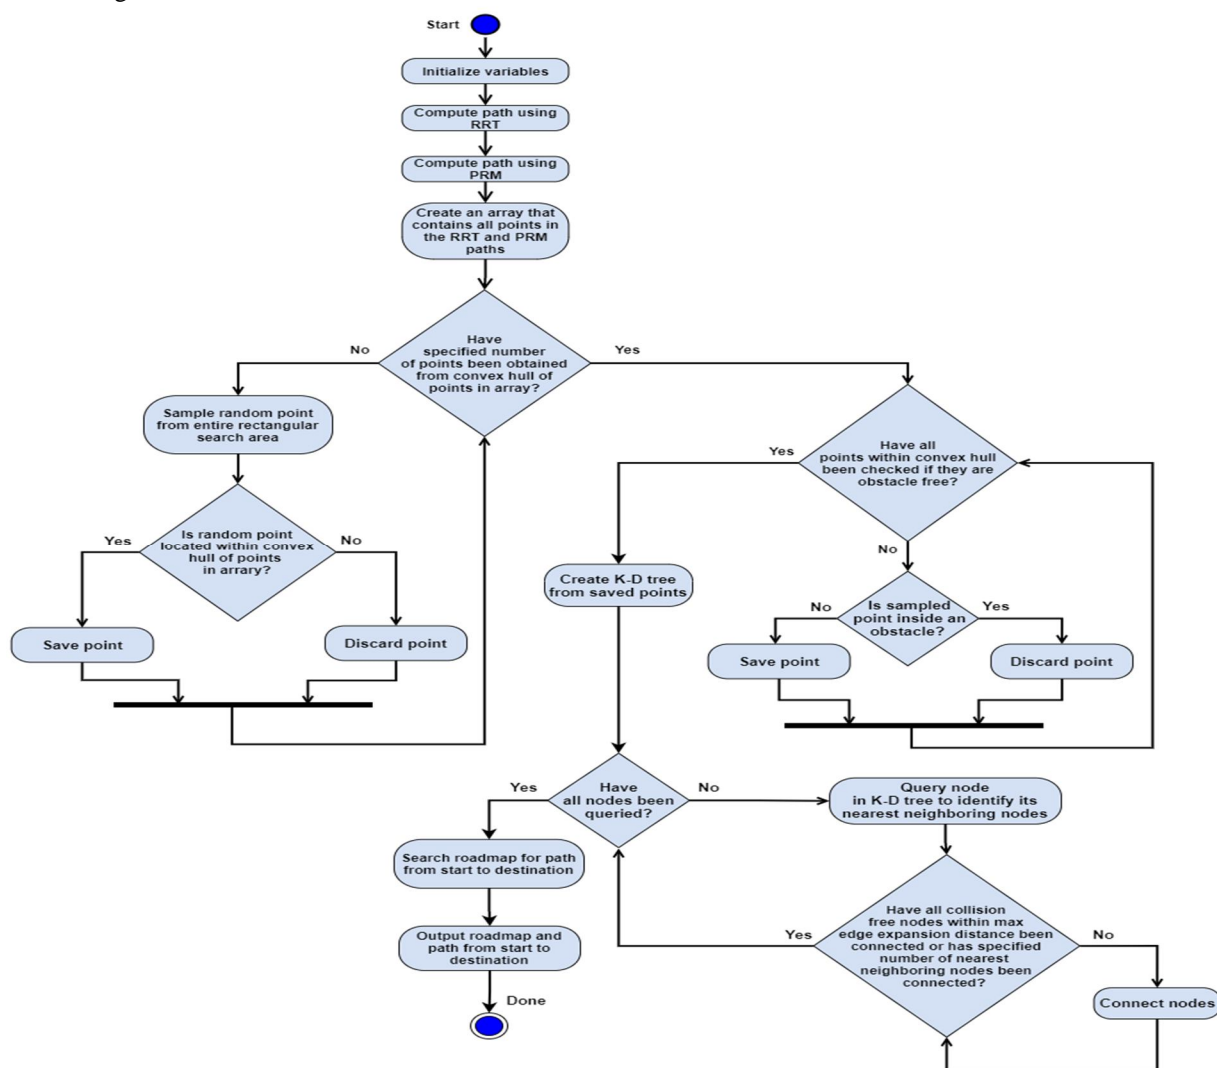 Start
Initialize variables
Compute path using
RRT
Compute path using
PRM
Create an array that
contains all points in
the RRT and PRM
paths
Have
specified number
of points been obtained
from convex hull of
points in array?
No
Yes
Sample random point
from entire rectangular
search area
Is random point
located within convex
hull of points
in arrary?
Yes
No
Save point
Discard point
Have all
points within convex hull
been checked if they are
obstacle free?
Yes
No
Create K-D tree
from saved points
Is sampled
point inside an
obstacle?
No
Yes
Save point
Discard point
Have
all nodes been
queried?
Yes
No
Query node
in K-D tree to identify its
nearest neighboring nodes
Search roadmap for path
from start to destination
Output roadmap and
path from start to
destination
Done
Have all collision
free nodes within max
edge expansion distance been
connected or has specified
number of nearest
neighboring nodes been
connected?
Yes
No
Connect nodes